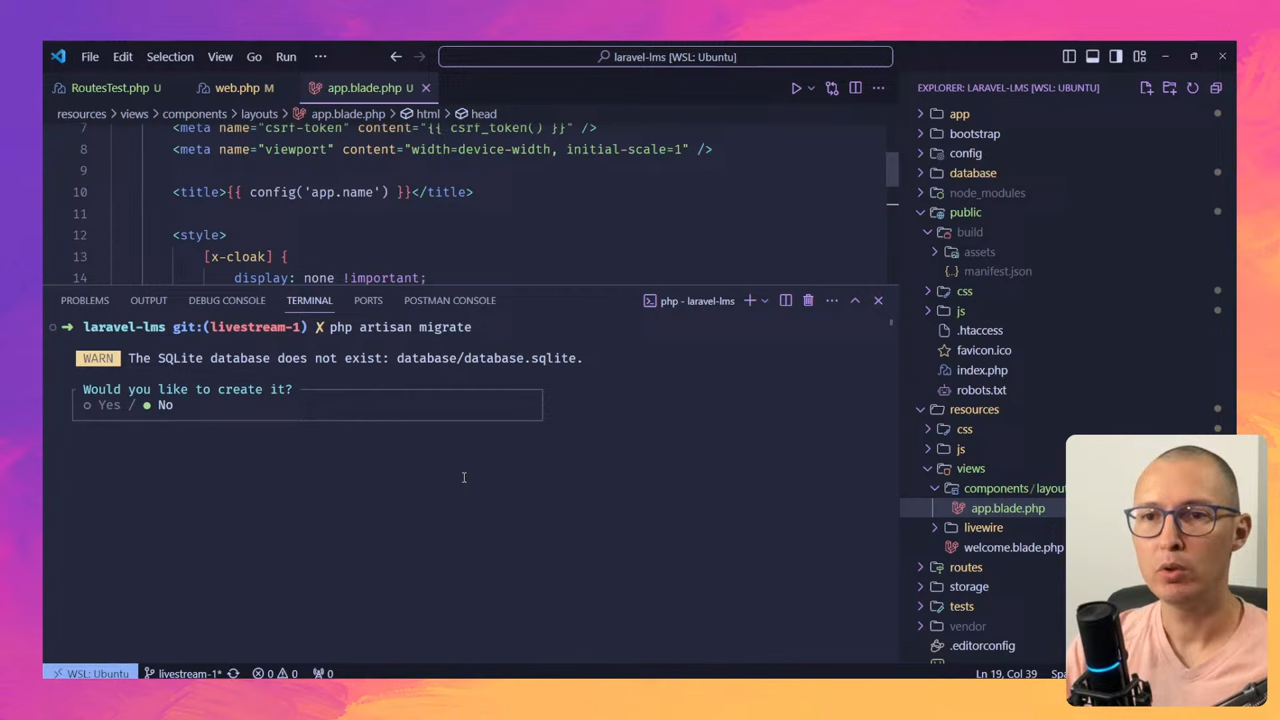 File Edit Selection View Go Run ··· laravel-lms [WSL: Ubuntu]
RoutesTest.php U web.php M app.blade.php U
resources > views > components > layouts > app.blade.php > html > head
7 <meta name="csrf-token" content="{{ csrf_token() }}" />
8 <meta name="viewport" content="width=device-width, initial-scale=1" />
9
10 <title>{{ config('app.name') }}</title>
11
12 <style>
13 [x-cloak] {
14 display: none !important;
PROBLEMS OUTPUT DEBUG CONSOLE TERMINAL PORTS POSTMAN CONSOLE php - laravel-lms
laravel-lms git:(livestream-1) ✗ php artisan migrate
WARN The SQLite database does not exist: database/database.sqlite.
Would you like to create it?
○ Yes / ● No
EXPLORER: LARAVEL-LMS [WSL: UBUNTU]
app
bootstrap
config
database
node_modules
public
build
assets
manifest.json
css
js
.htaccess
favicon.ico
index.php
robots.txt
resources
css
js
views
components / layou
app.blade.php
livewire
welcome.blade.php
routes
storage
tests
vendor
.editorconfig
WSL: Ubuntu livestream-1* 0 0 0 Ln 19, Col 39 Spa